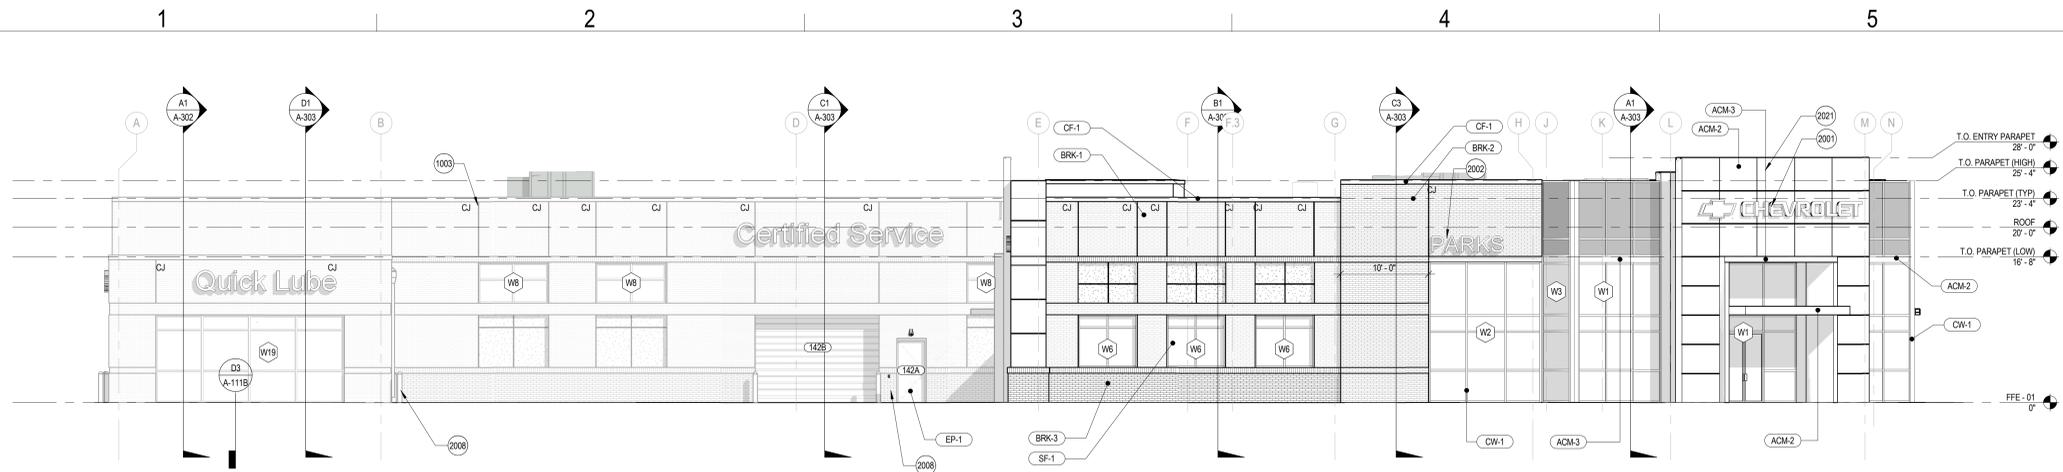 1 2 3 4 5
A1
A-302
D1
A-303
C1
A-303
B1
C3
A-303
A1
A-303
A B D E F F.3 G H J K L M N
ACM-3
2021
ACM-2
2001
CF-1
CF-1
BRK-1
BRK-2
2002
1003
T.O. ENTRY PARAPET
28' - 0"
T.O. PARAPET (HIGH)
25' - 4"
T.O. PARAPET (TYP)
23' - 4"
ROOF
20' - 0"
T.O. PARAPET (LOW)
16' - 8"
CJ
CJ CJ CJ CJ CJ CJ CJ CJ CJ CJ CJ CJ
CHEVROLET
Certified Service
PARKS
CJ CJ
Quick Lube
10' - 0"
W8 W8 W8
W3 W1
ACM-2
CW-1
W19
142B
W6 W6 W6
W2
W1
D3
A-111B
142A
FFE - 01
0"
2008
EP-1
2008
BRK-3
SF-1
CW-1
ACM-3
ACM-2